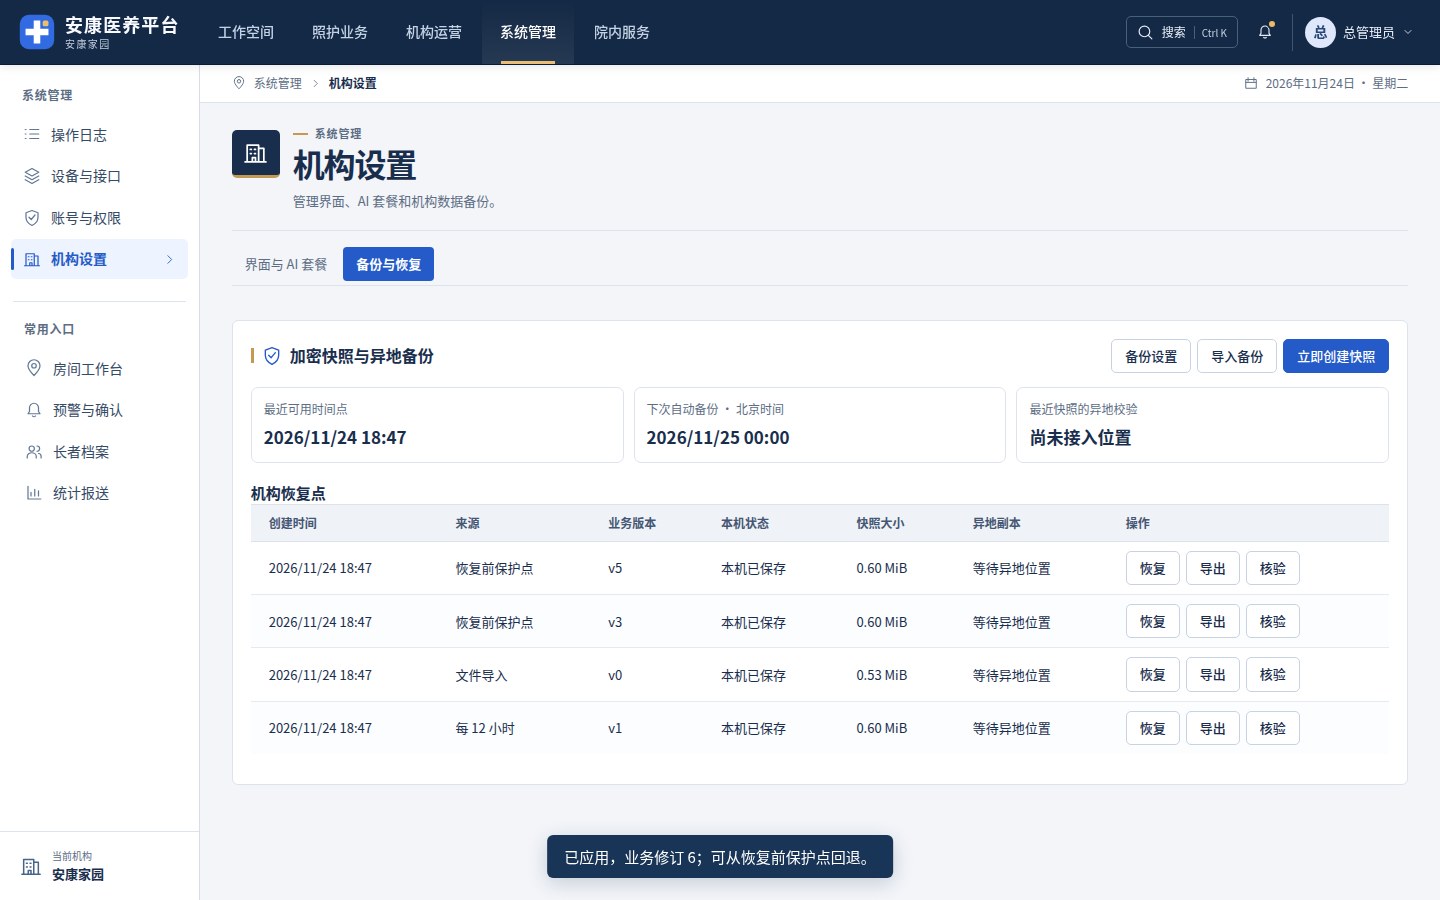 安康医养平台
安康家园
工作空间
照护业务
机构运营
系统管理
院内服务
搜索 Ctrl K
总 总管理员
系统管理
操作日志
设备与接口
账号与权限
机构设置
常用入口
房间工作台
预警与确认
长者档案
统计报送
当前机构
安康家园
系统管理 > 机构设置
2026年11月24日 · 星期二
系统管理
机构设置
管理界面、AI 套餐和机构数据备份。
界面与 AI 套餐
备份与恢复
加密快照与异地备份
备份设置
导入备份
立即创建快照
最近可用时间点
2026/11/24 18:47
下次自动备份 · 北京时间
2026/11/25 00:00
最近快照的异地校验
尚未接入位置
机构恢复点
创建时间 来源 业务版本 本机状态 快照大小 异地副本 操作
2026/11/24 18:47 恢复前保护点 v5 本机已保存 0.60 MiB 等待异地位置 恢复 导出 核验
2026/11/24 18:47 恢复前保护点 v3 本机已保存 0.60 MiB 等待异地位置 恢复 导出 核验
2026/11/24 18:47 文件导入 v0 本机已保存 0.53 MiB 等待异地位置 恢复 导出 核验
2026/11/24 18:47 每 12 小时 v1 本机已保存 0.60 MiB 等待异地位置 恢复 导出 核验
已应用，业务修订 6；可从恢复前保护点回退。